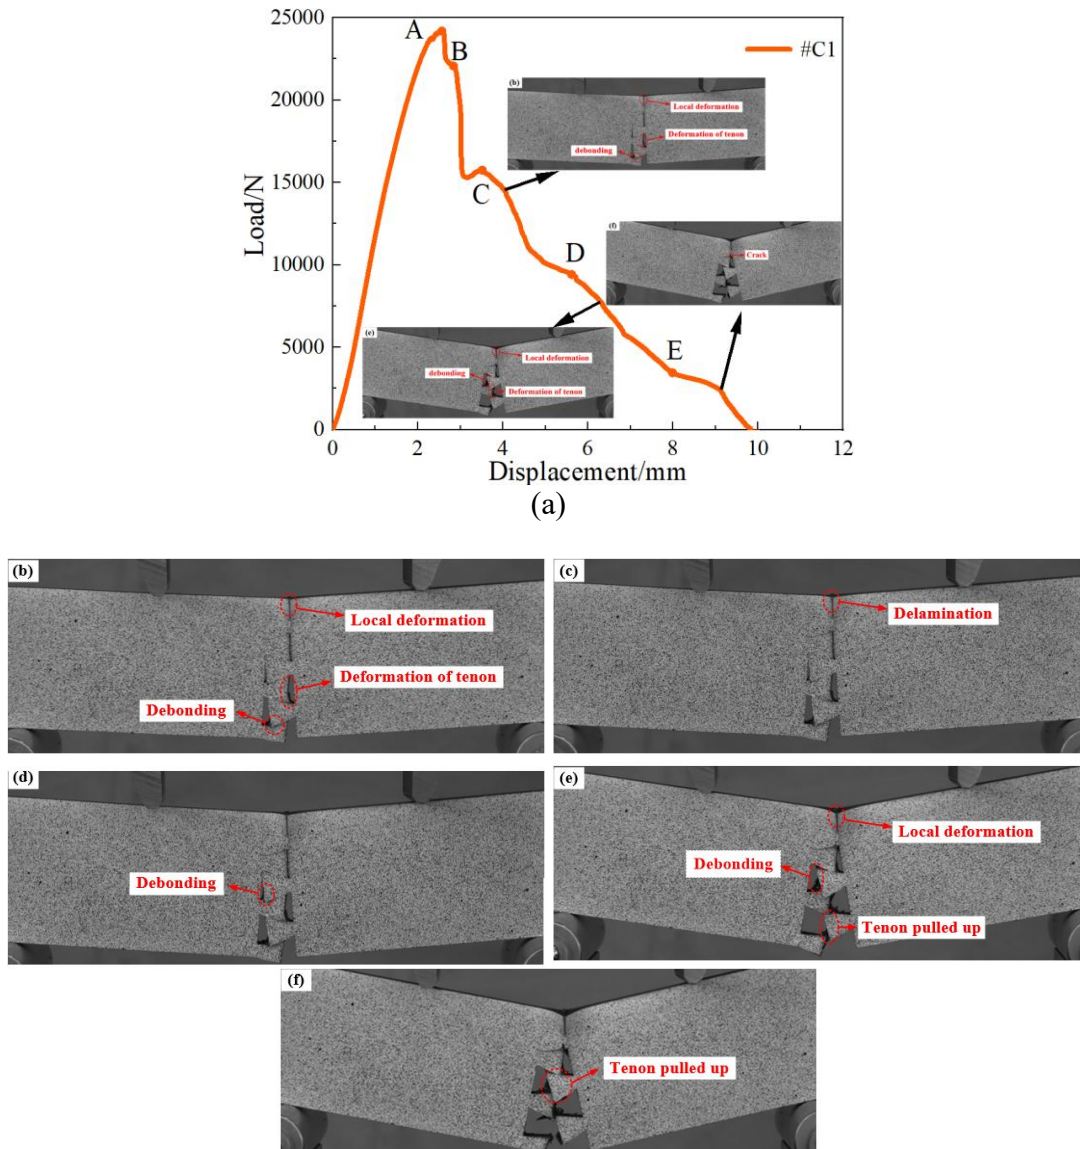 25000
20000
15000
10000
5000
0
Load/N
A
B
C
D
E
#C1
(b)
Local deformation
Deformation of tenon
debonding
(f)
Crack
(e)
Local deformation
debonding
Deformation of tenon
0 2 4 6 8 10 12
Displacement/mm
(a)
(b)
Local deformation
Deformation of tenon
Debonding
(c)
Delamination
(d)
Debonding
(e)
Local deformation
Debonding
Tenon pulled up
(f)
Tenon pulled up